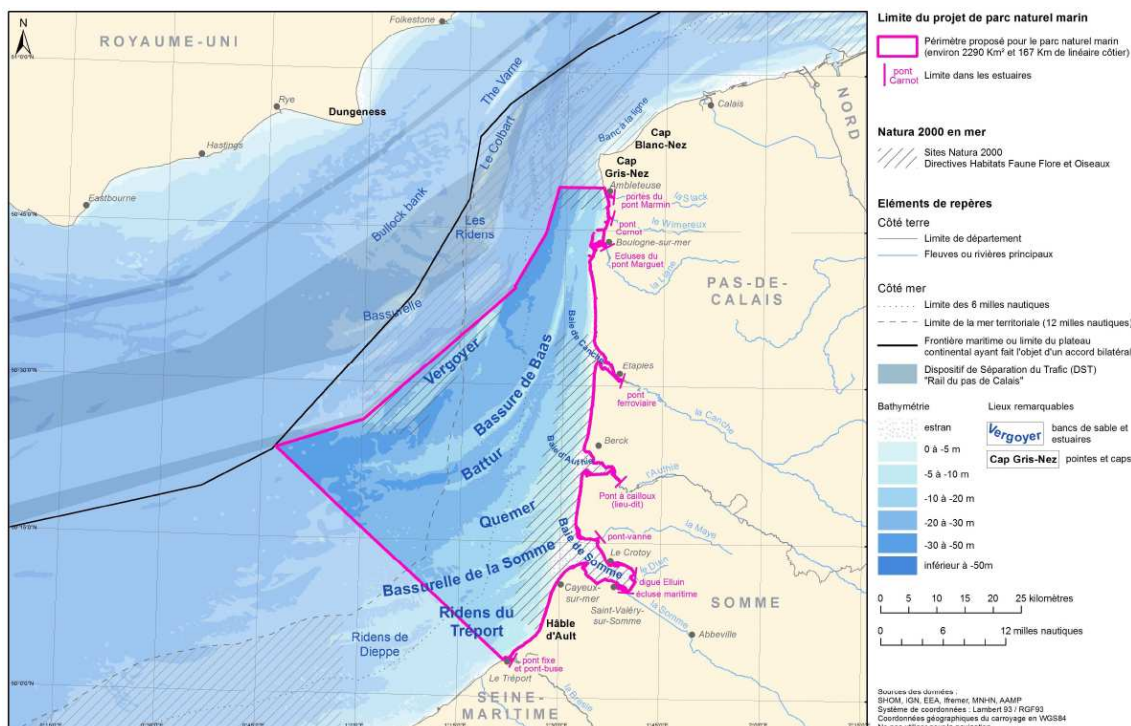 N
ROYAUME-UNI
Folkestone
Rye
Dungeness
Hastings
Eastbourne
The Varne
Le Colbart
Bullock bank
Les
Ridens
Bassurelle
Banc à la ligne
Calais
NORD
Cap
Blanc-Nez
Cap
Gris-Nez
Ambleteuse
la Slack
portes du
pont Marmin
le Wimereux
pont
Carnot
Boulogne-sur-mer
Ecluses du
pont Marguet
la Liane
PAS-DE-
CALAIS
Vergoyer
Bassure de Baas
Baie de Canche
Etaples
pont
ferroviaire
la Canche
Battur
Berck
Baie d'Authie
l'Authie
Pont à cailloux
(lieu-dit)
Quemer
la Maye
pont-vanne
Baie de Somme
Le Crotoy
le Dien
Bassurelle de la Somme
Cayeux-
sur-mer
digue Elluin
écluse maritime
Saint-Valéry-
sur-Somme
SOMME
la Somme
Abbeville
Ridens du
Tréport
Hâble
d'Ault
Ridens de
Dieppe
pont fixe
et pont-buse
Le Tréport
SEINE-
MARITIME
la Bresle
Limite du projet de parc naturel marin
Périmètre proposé pour le parc naturel marin
(environ 2290 Km² et 167 Km de linéaire côtier)
pont
Carnot
Limite dans les estuaires
Natura 2000 en mer
Sites Natura 2000
Directives Habitats Faune Flore et Oiseaux
Eléments de repères
Côté terre
Limite de département
Fleuves ou rivières principaux
Côté mer
Limite des 6 milles nautiques
Limite de la mer territoriale (12 milles nautiques)
Frontière maritime ou limite du plateau
continental ayant fait l'objet d'un accord bilatéral
Dispositif de Séparation du Trafic (DST)
"Rail du pas de Calais"
Bathymétrie
estran
0 à -5 m
-5 à -10 m
-10 à -20 m
-20 à -30 m
-30 à -50 m
inférieur à -50m
Lieux remarquables
Vergoyer
bancs de sable et
estuaires
Cap Gris-Nez
pointes et caps
0 5 10 15 20 25 kilomètres
0 6 12 milles nautiques
Sources des données :
SHOM, IGN, EEA, Ifremer, MNHN, AAMP
Système de coordonnées : Lambert 93 / RGF93
Coordonnées géographiques du carroyage en WGS84